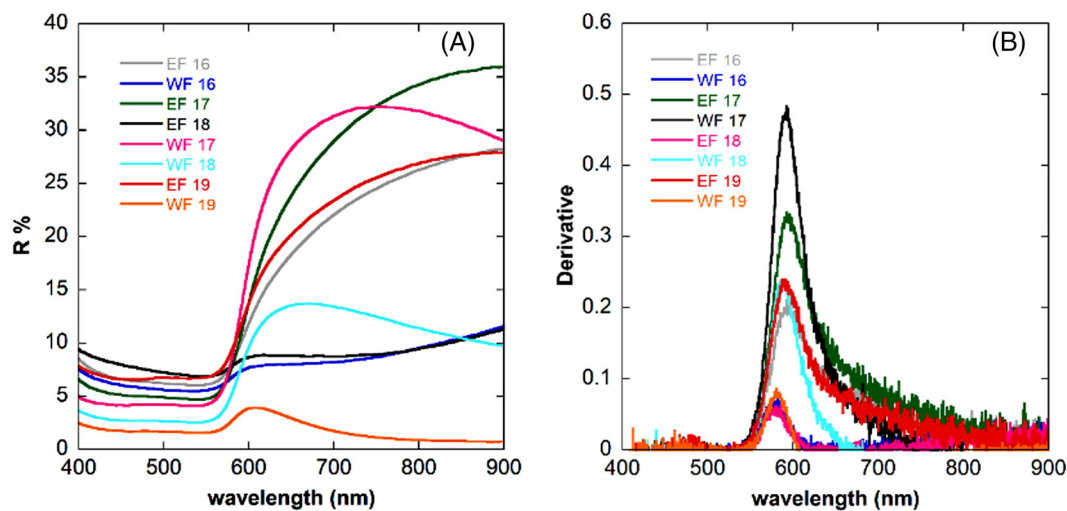 (A)
40
35
30
25
20
15
10
5
0
R %
EF 16
WF 16
EF 17
EF 18
WF 17
WF 18
EF 19
WF 19
400 500 600 700 800 900
wavelength (nm)
(B)
0.6
0.5
0.4
0.3
0.2
0.1
0
Derivative
EF 16
WF 16
EF 17
WF 17
EF 18
WF 18
EF 19
WF 19
400 500 600 700 800 900
wavelength (nm)